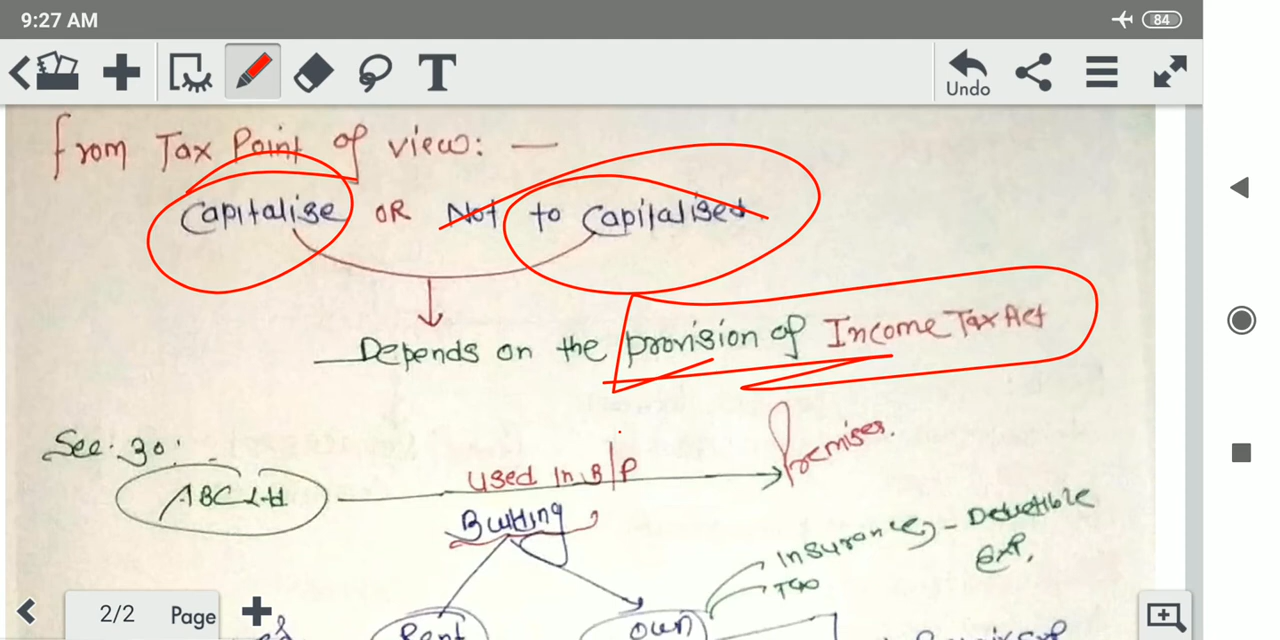 9:27 AM
84
T
Undo
from Tax Point of view: —
Capitalise OR Not to Capitalised
Depends on the provision of Income Tax Act
Sec: 30:
ABC Ltd
used In B/P
Premises.
Building
Insurance - Deductible
Exp.
Rent
own
2/2 Page